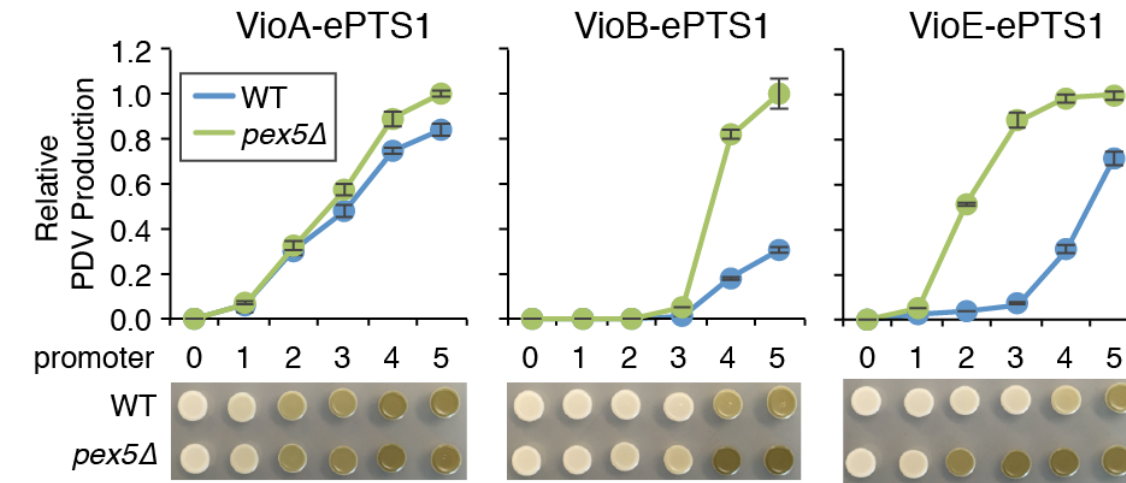 VioA-ePTS1 VioB-ePTS1 VioE-ePTS1
Relative
PDV Production
1.2
1.0
0.8
0.6
0.4
0.2
0.0
WT
pex5Δ
promoter 0 1 2 3 4 5 0 1 2 3 4 5 0 1 2 3 4 5
WT
pex5Δ